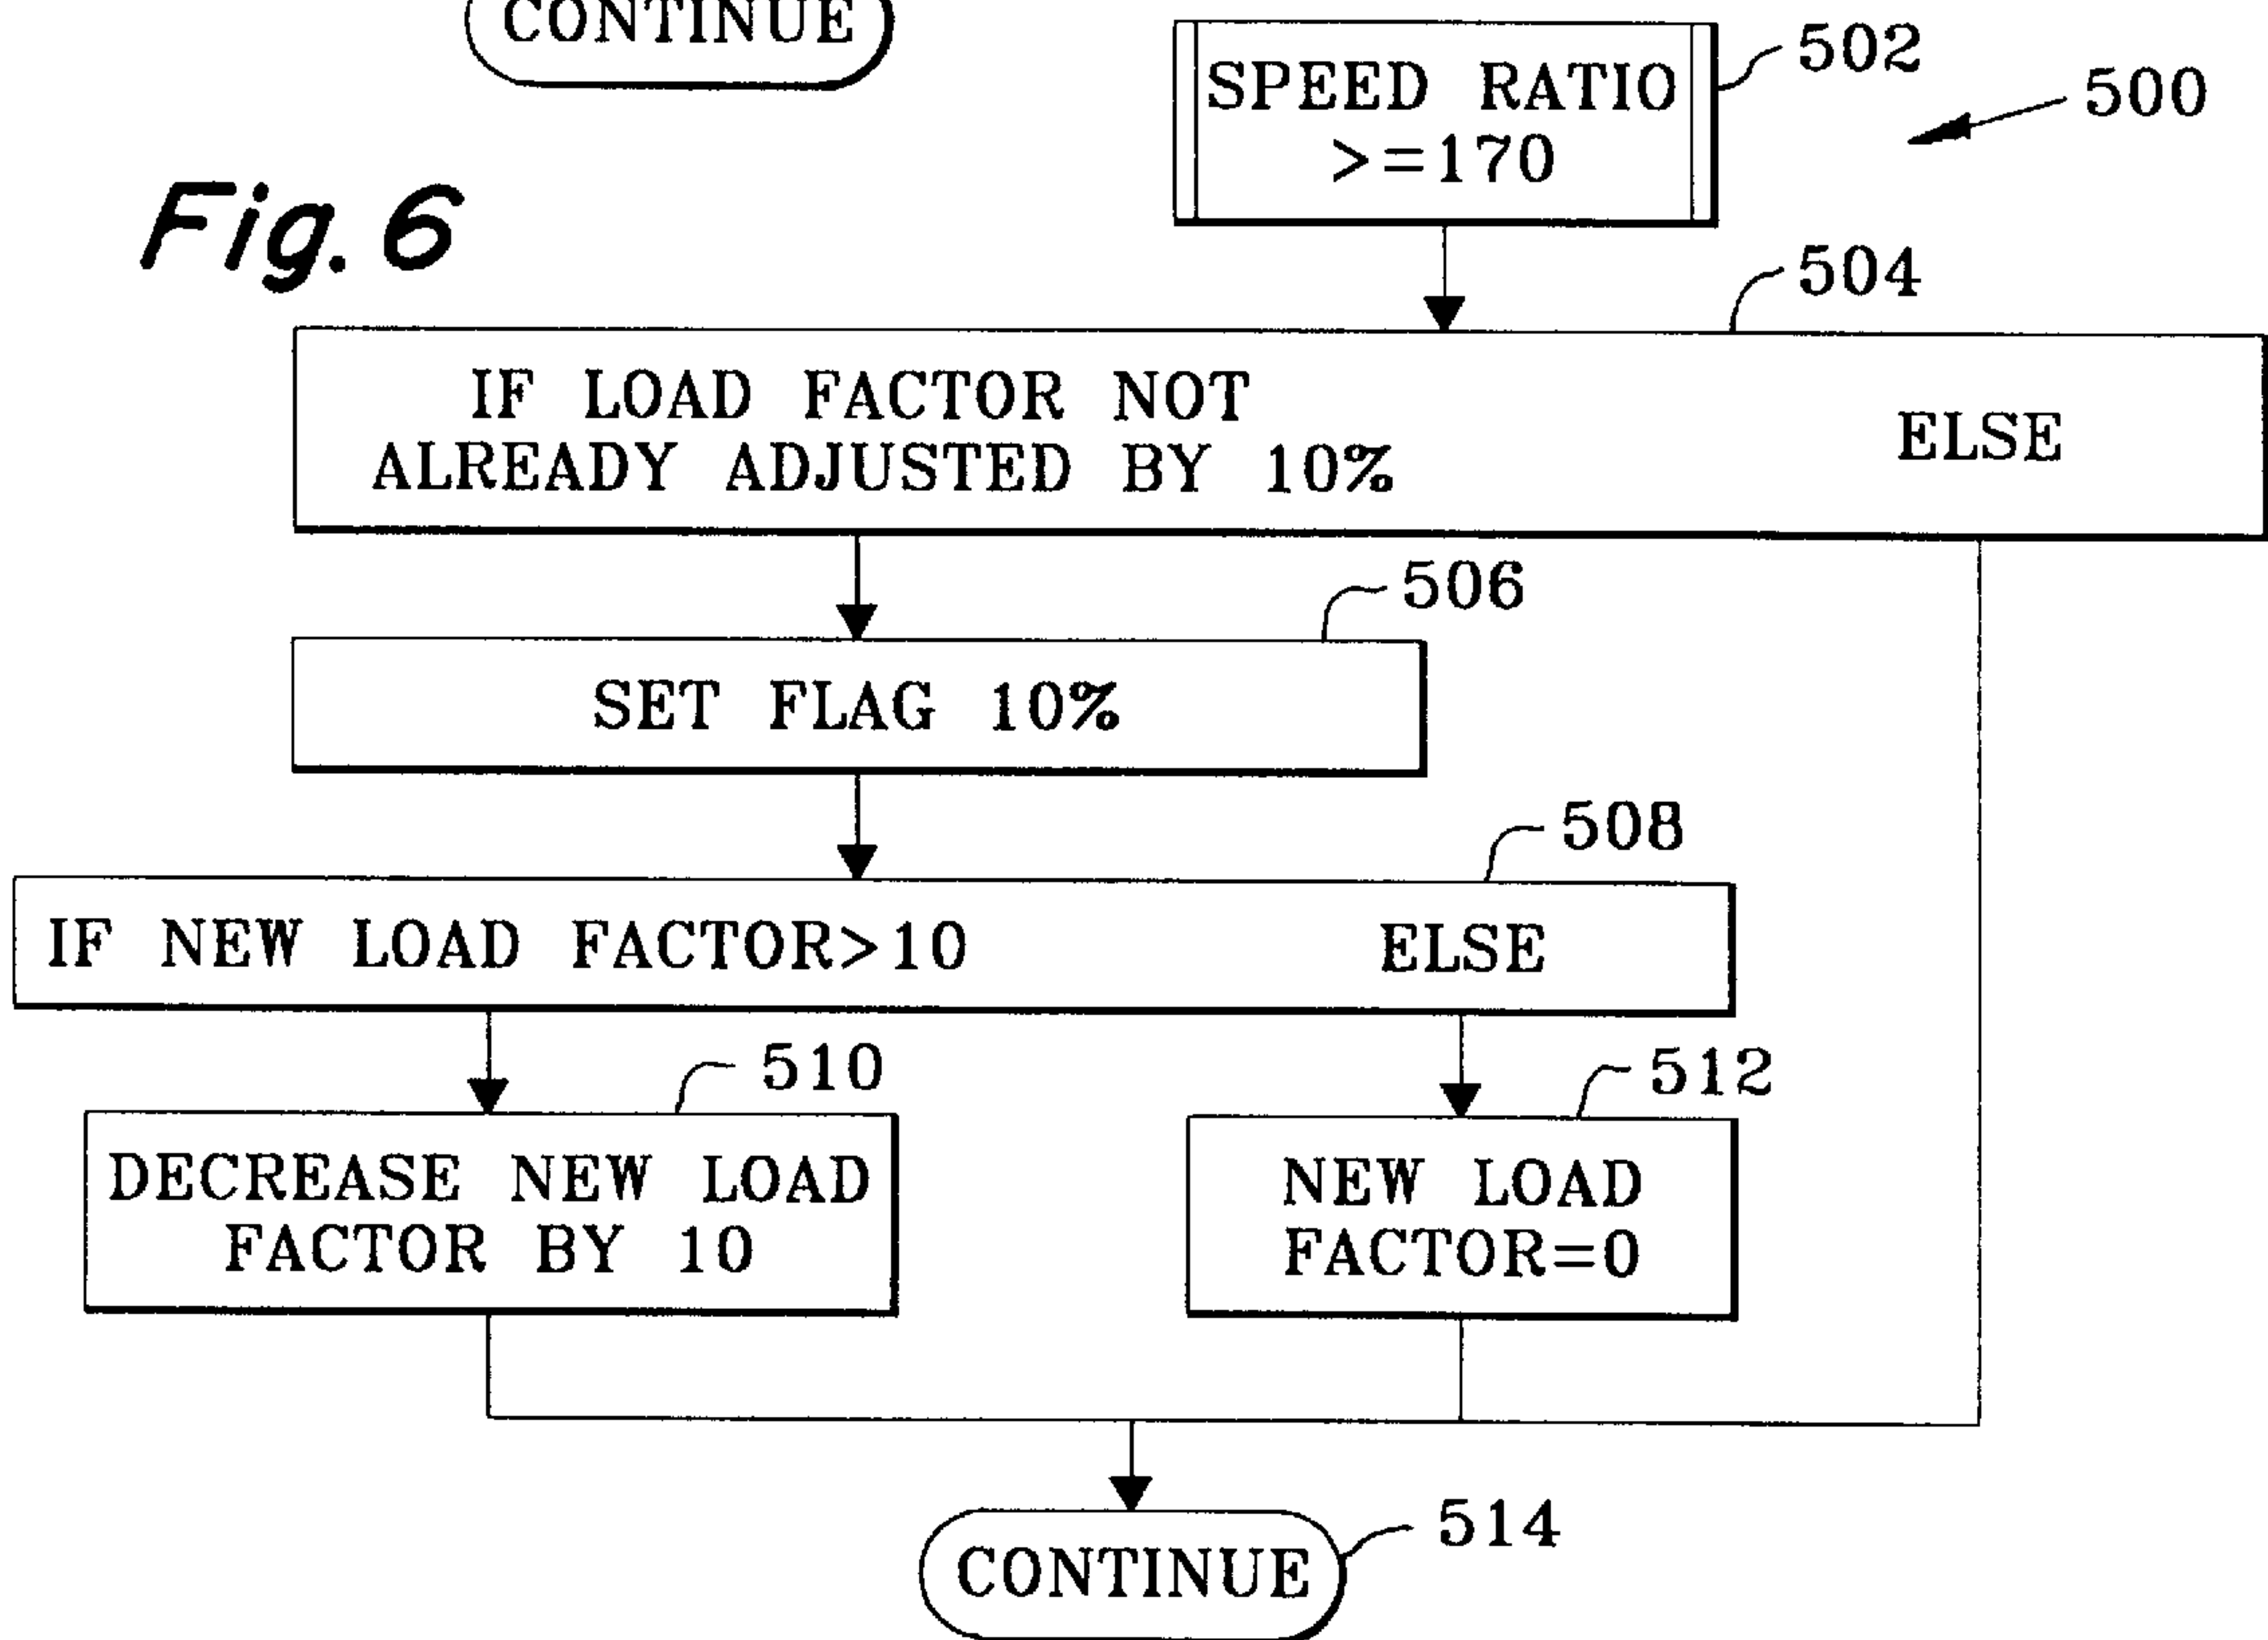 CONTINUE
SPEED RATIO
>=170
502
500
Fig. 6
504
IF LOAD FACTOR NOT
ALREADY ADJUSTED BY 10%
ELSE
506
SET FLAG 10%
508
IF NEW LOAD FACTOR>10
ELSE
510
DECREASE NEW LOAD
FACTOR BY 10
512
NEW LOAD
FACTOR=0
CONTINUE
514